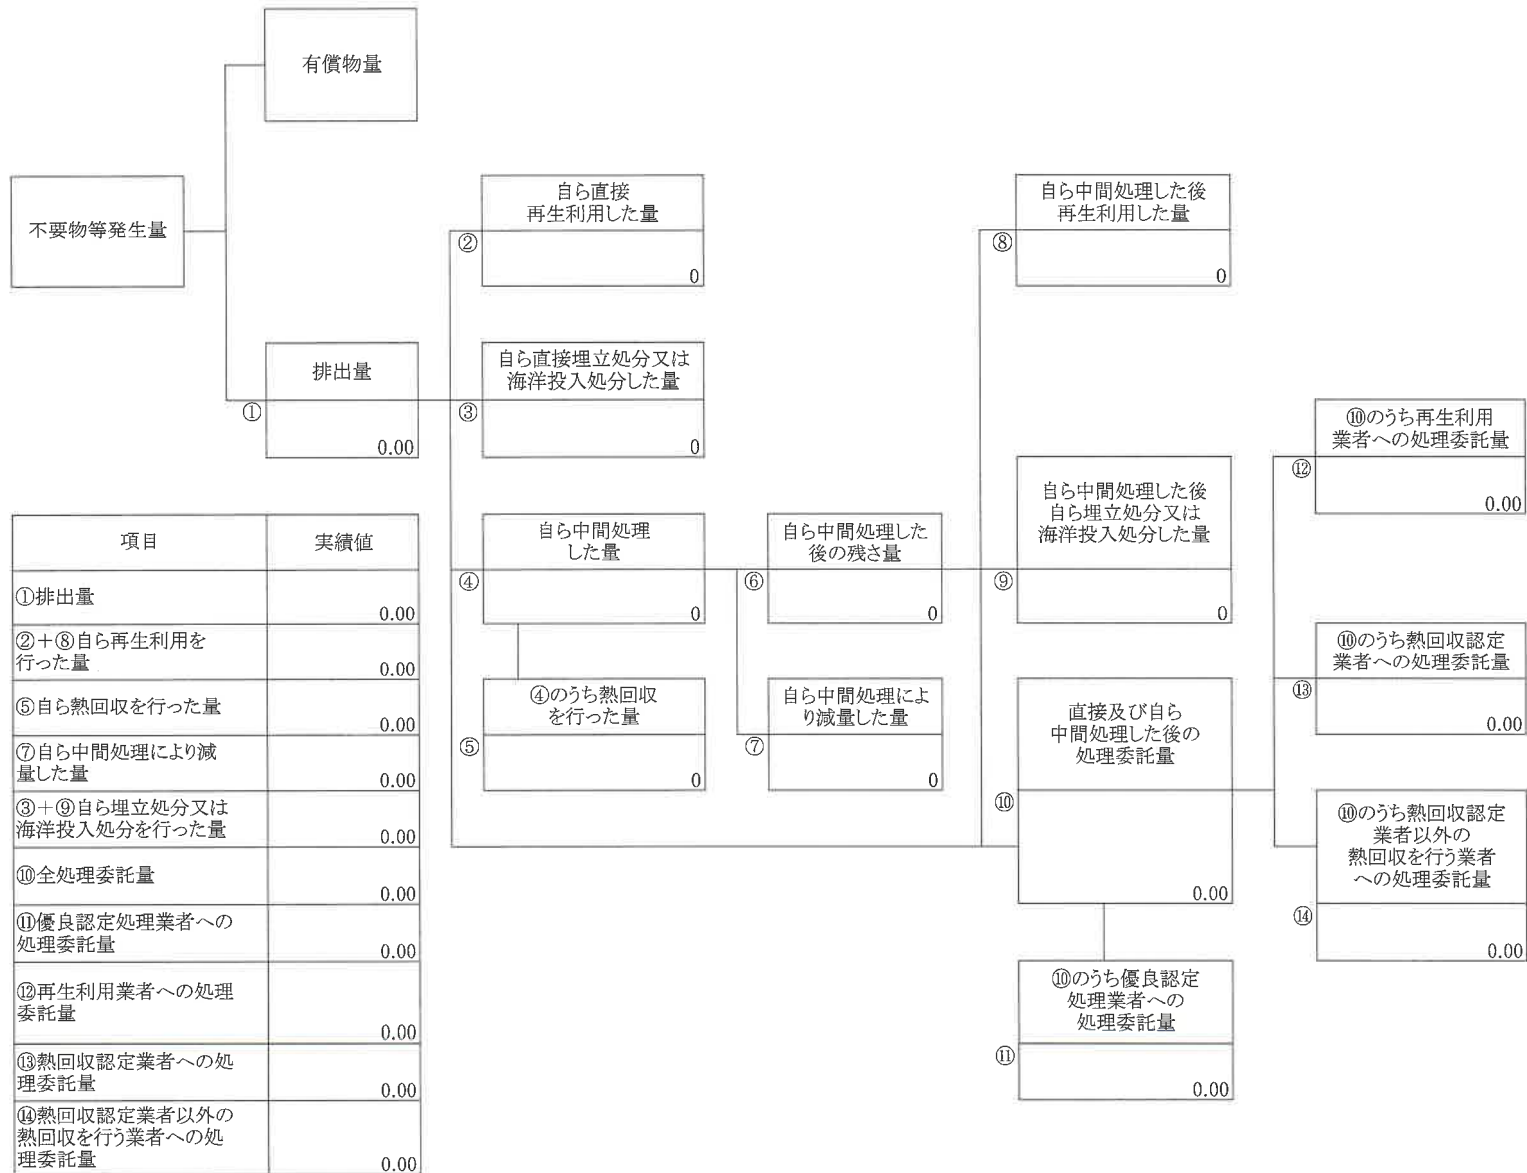 有償物量
不要物等発生量
自ら直接
再生利用した量
②
0
自ら中間処理した後
再生利用した量
⑧
0
排出量
①
0.00
自ら直接埋立処分又は
海洋投入処分した量
③
0
⑩のうち再生利用
業者への処理委託量
⑫
0.00
自ら中間処理した後
自ら埋立処分又は
海洋投入処分した量
⑨
0
自ら中間処理
した量
④
0
自ら中間処理した
後の残さ量
⑥
0
④のうち熱回収
を行った量
⑤
0
自ら中間処理によ
り減量した量
⑦
0
⑩のうち熱回収認定
業者への処理委託量
⑬
0.00
直接及び自ら
中間処理した後の
処理委託量
⑩
0.00
⑩のうち熱回収認定
業者以外の
熱回収を行う業者
への処理委託量
⑭
0.00
⑩のうち優良認定
処理業者への
処理委託量
⑪
0.00
項目 実績値
①排出量
0.00
②+⑧自ら再生利用を
行った量
0.00
⑤自ら熱回収を行った量
0.00
⑦自ら中間処理により減
量した量
0.00
③+⑨自ら埋立処分又は
海洋投入処分を行った量
0.00
⑩全処理委託量
0.00
⑪優良認定処理業者への
処理委託量
0.00
⑫再生利用業者への処理
委託量
0.00
⑬熱回収認定業者への処
理委託量
0.00
⑭熱回収認定業者以外の
熱回収を行う業者への処
理委託量
0.00